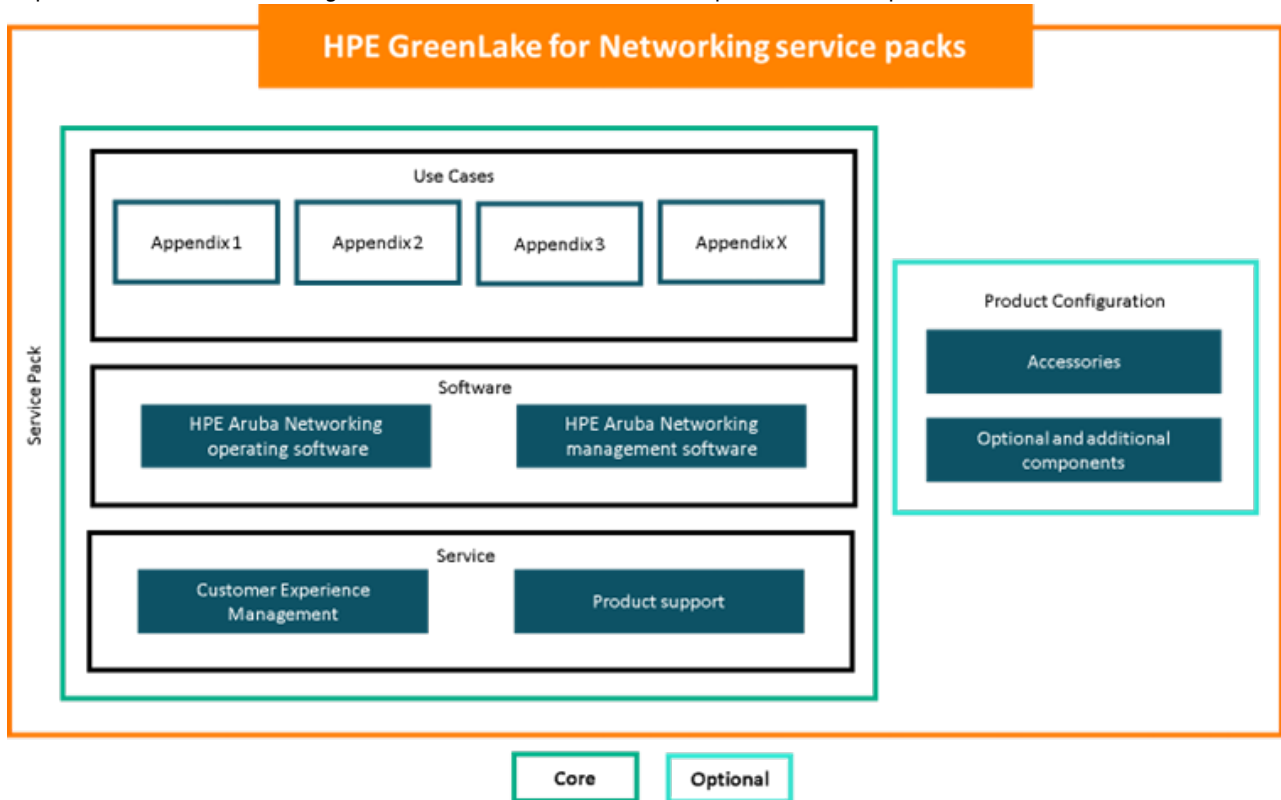 HPE GreenLake for Networking service packs
Service Pack
Use Cases
Appendix 1
Appendix 2
Appendix 3
Appendix X
Software
HPE Aruba Networking
operating software
HPE Aruba Networking
management software
Service
Customer Experience
Management
Product support
Product Configuration
Accessories
Optional and additional
components
Core
Optional